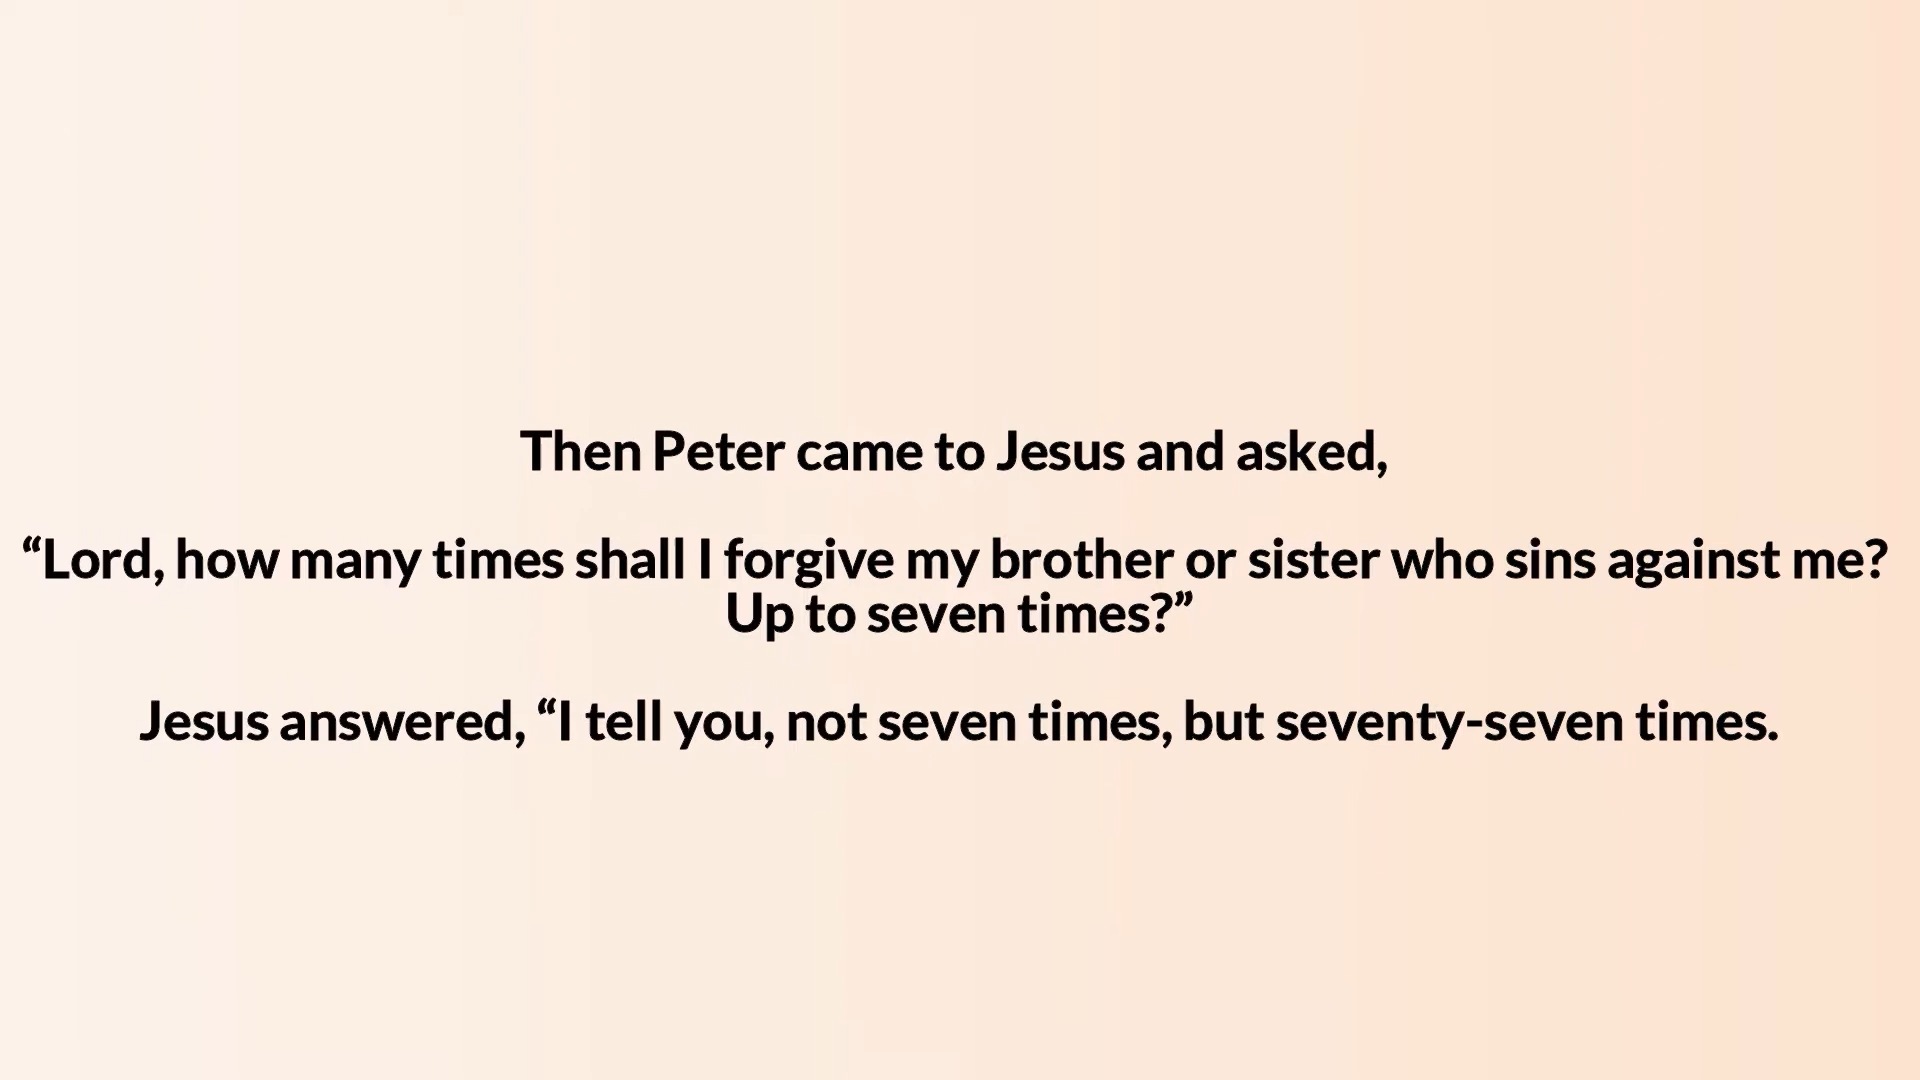 Then Peter came to Jesus and asked,
“Lord, how many times shall I forgive my brother or sister who sins against me?
Up to seven times?”
Jesus answered, “I tell you, not seven times, but seventy-seven times.